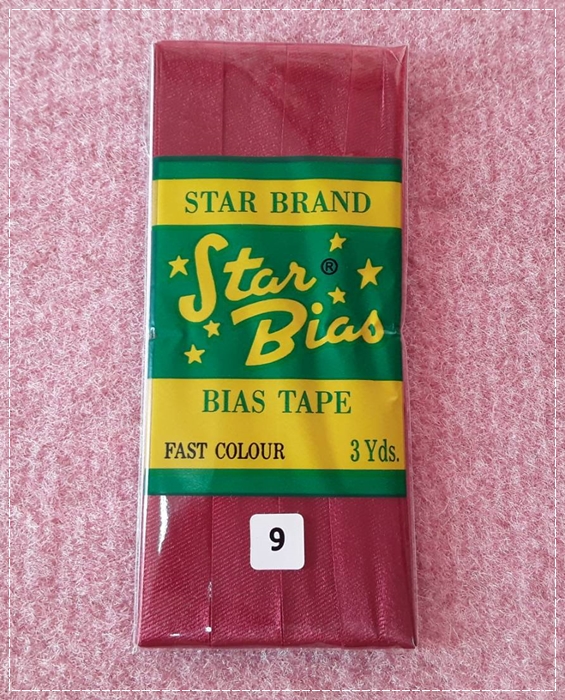 STAR BRAND
Star ®
Bias
BIAS TAPE
FAST COLOUR 3 Yds.
9